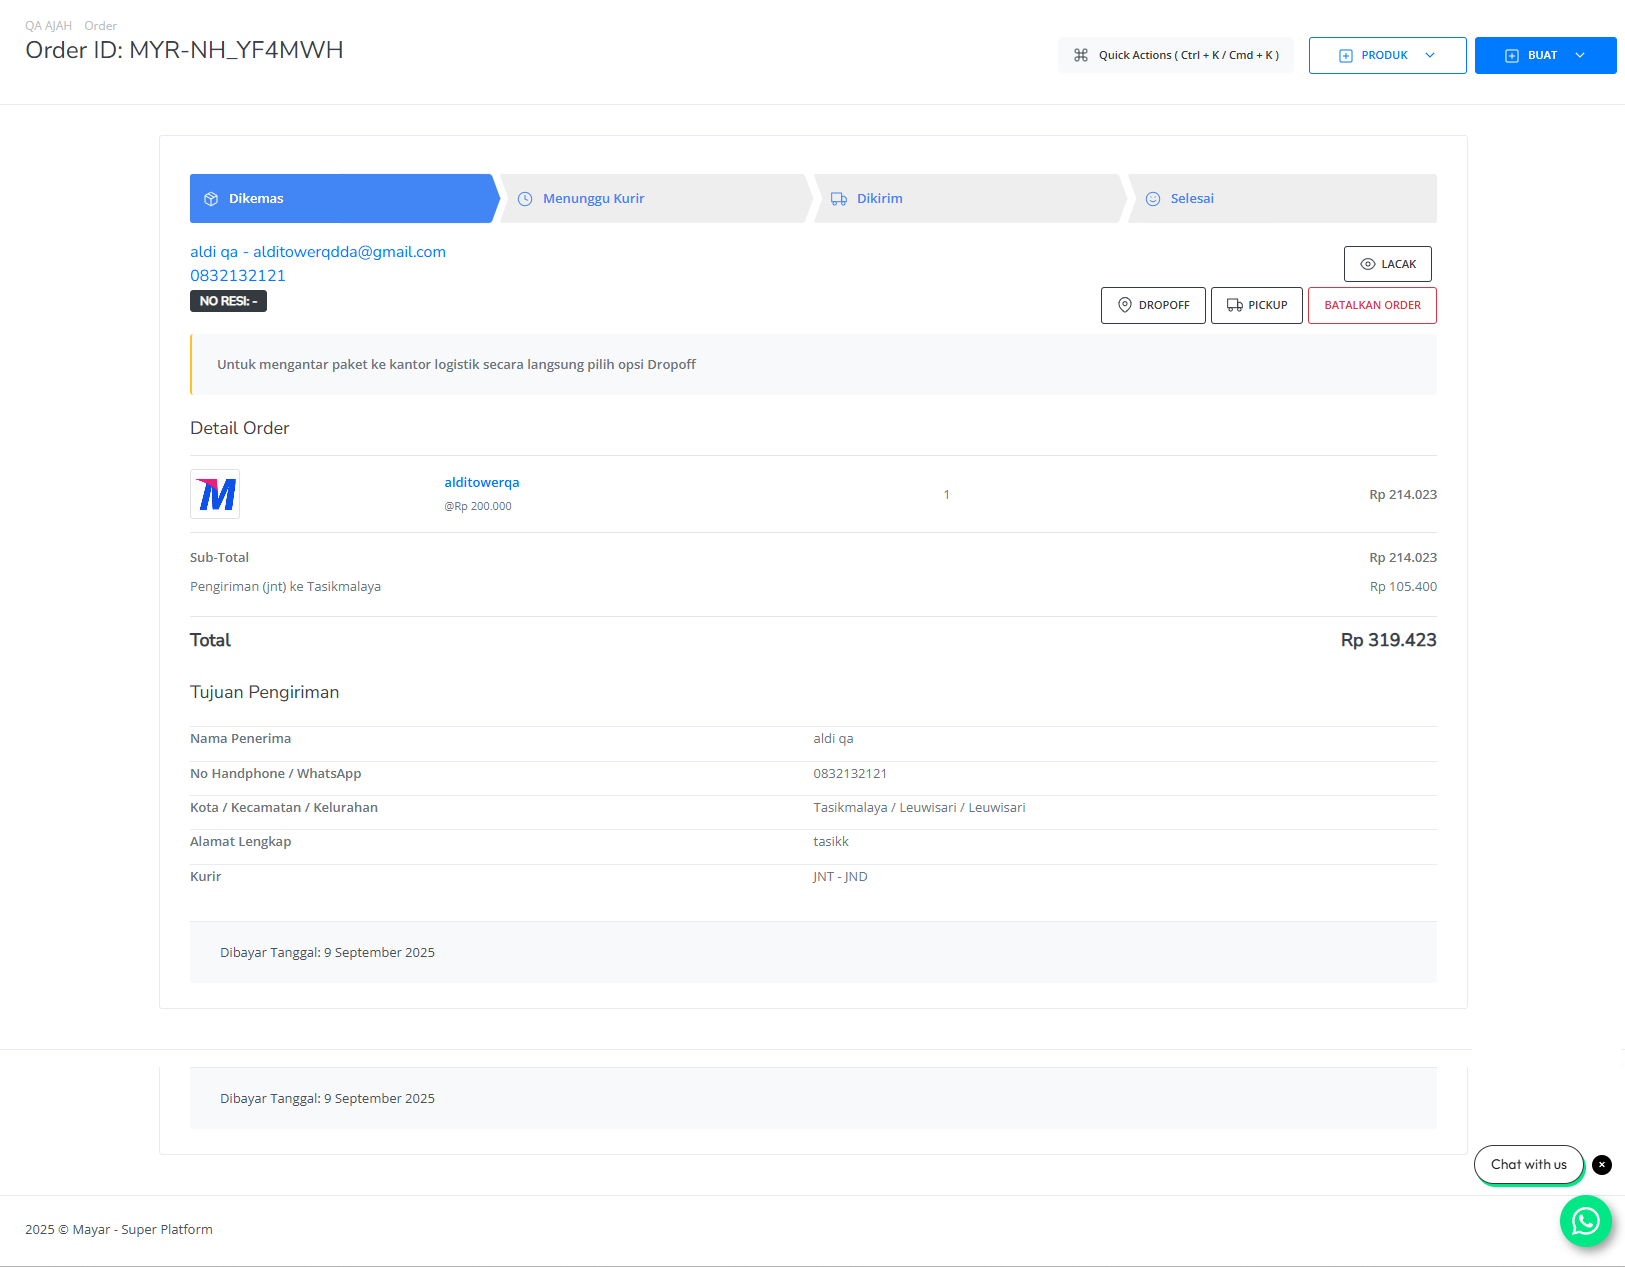 QA AJAH Order
Order ID: MYR-NH_YF4MWH
Quick Actions ( Ctrl + K / Cmd + K )
PRODUK
BUAT
Dikemas
Menunggu Kurir
Dikirim
Selesai
aldi qa - alditowerqdda@gmail.com
0832132121
NO RESI: -
LACAK
DROPOFF
PICKUP
BATALKAN ORDER
Untuk mengantar paket ke kantor logistik secara langsung pilih opsi Dropoff
Detail Order
M
alditowerqa
@Rp 200.000
1
Rp 214.023
Sub-Total Rp 214.023
Pengiriman (jnt) ke Tasikmalaya Rp 105.400
Total Rp 319.423
Tujuan Pengiriman
Nama Penerima aldi qa
No Handphone / WhatsApp 0832132121
Kota / Kecamatan / Kelurahan Tasikmalaya / Leuwisari / Leuwisari
Alamat Lengkap tasikk
Kurir JNT - JND
Dibayar Tanggal: 9 September 2025
Dibayar Tanggal: 9 September 2025
Chat with us
2025 © Mayar - Super Platform